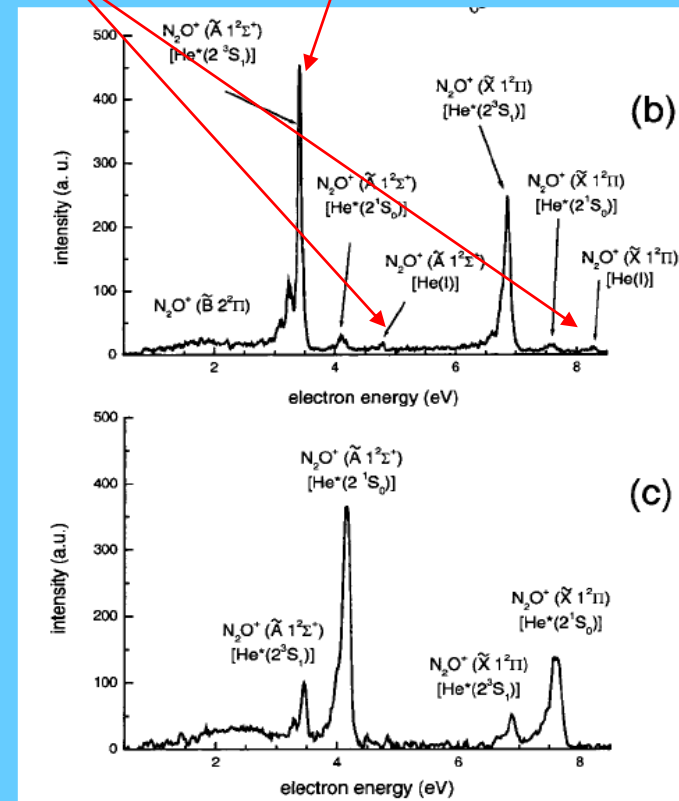 N₂O⁺ (Ã 1²Σ⁺)
[He*(2 ³S₁)]
N₂O⁺ (X̃ 1²Π)
[He*(2³S₁)]
(b)
N₂O⁺ (Ã 1²Σ⁺)
[He*(2¹S₀)]
N₂O⁺ (X̃ 1²Π)
[He*(2¹S₀)]
N₂O⁺ (Ã 1²Σ⁺)
[He(I)]
N₂O⁺ (X̃ 1²Π)
[He(I)]
N₂O⁺ (B̃ 2²Π)
500
400
300
200
100
0
intensity (a. u.)
2 4 6 8
electron energy (eV)
500
400
300
200
100
0
intensity (a.u.)
N₂O⁺ (Ã 1²Σ⁺)
[He*(2 ¹S₀)]
(c)
N₂O⁺ (X̃ 1²Π)
[He*(2¹S₀)]
N₂O⁺ (Ã 1²Σ⁺)
[He*(2³S₁)]
N₂O⁺ (X̃ 1²Π)
[He*(2³S₁)]
2 4 6 8
electron energy (eV)